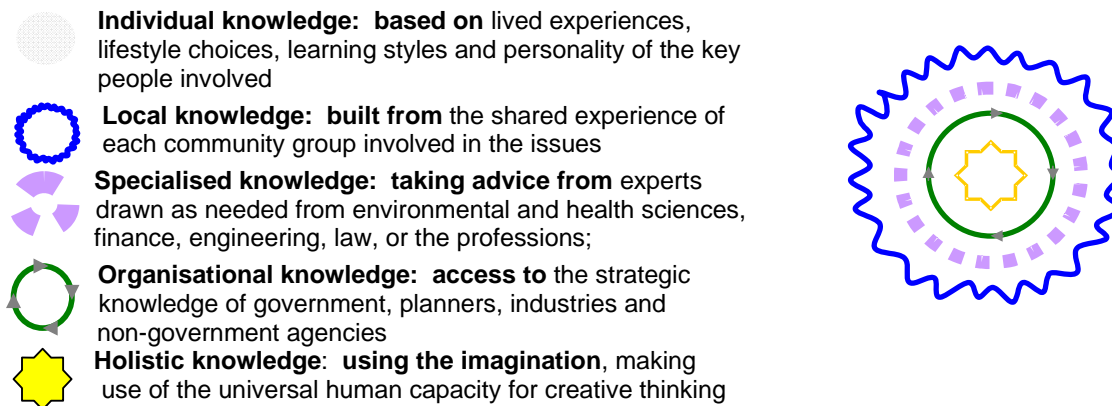 Individual knowledge: based on lived experiences,
lifestyle choices, learning styles and personality of the key
people involved
Local knowledge: built from the shared experience of
each community group involved in the issues
Specialised knowledge: taking advice from experts
drawn as needed from environmental and health sciences,
finance, engineering, law, or the professions;
Organisational knowledge: access to the strategic
knowledge of government, planners, industries and
non-government agencies
Holistic knowledge: using the imagination, making
use of the universal human capacity for creative thinking